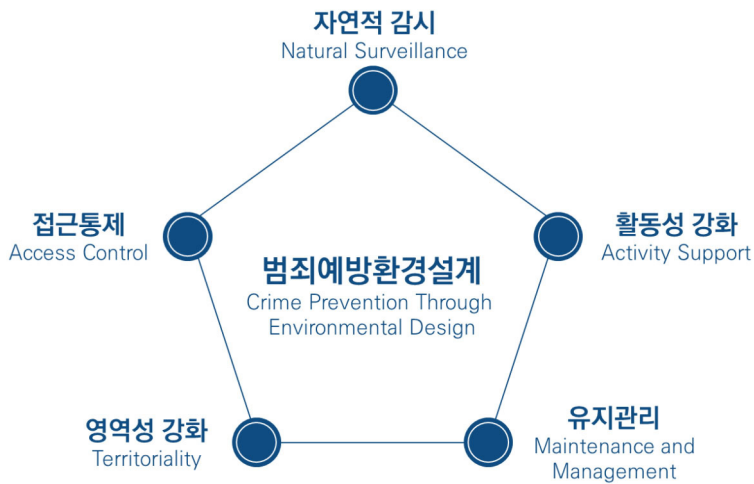 자연적 감시
Natural Surveillance
접근통제
Access Control
활동성 강화
Activity Support
범죄예방환경설계
Crime Prevention Through
Environmental Design
영역성 강화
Territoriality
유지관리
Maintenance and
Management